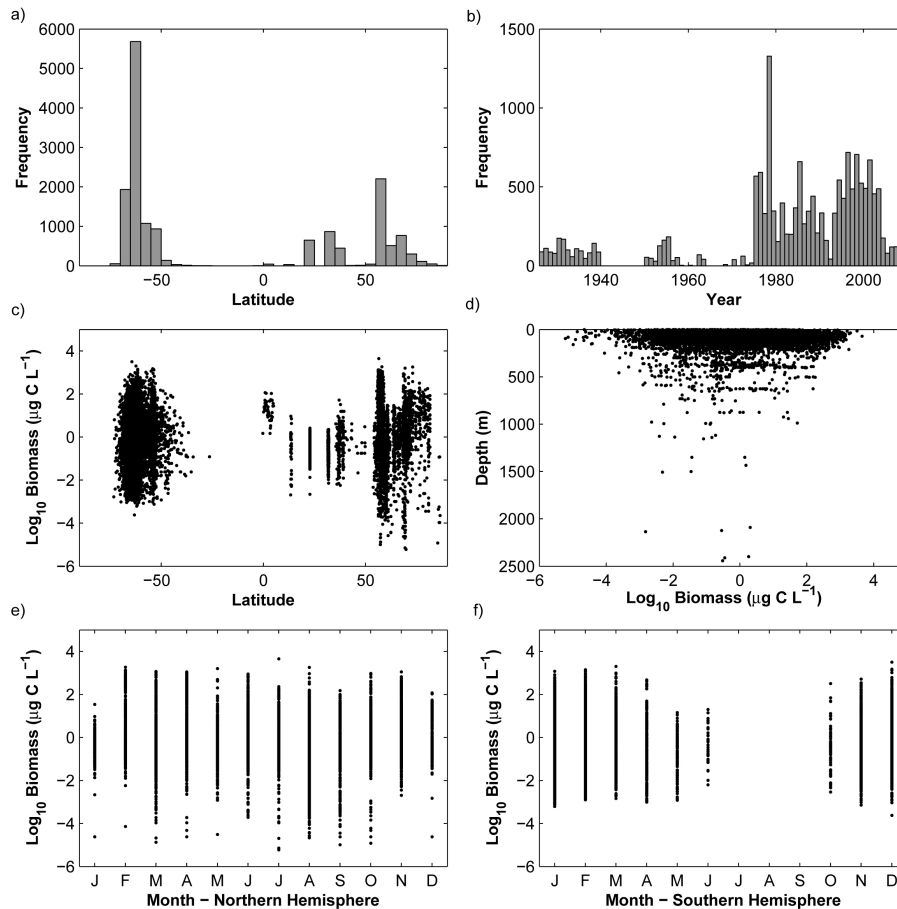 a)
6000
5000
4000
3000
2000
1000
0
Frequency
−50 0 50
Latitude
b)
1500
1000
500
0
Frequency
1940 1960 1980 2000
Year
c)
4
2
0
−2
−4
−6
Log10 Biomass (μg C L−1)
−50 0 50
Latitude
d)
0
500
1000
1500
2000
2500
Depth (m)
−6 −4 −2 0 2 4
Log10 Biomass (μg C L−1)
e)
4
2
0
−2
−4
−6
Log10 Biomass (μg C L−1)
J F M A M J J A S O N D
Month − Northern Hemisphere
f)
4
2
0
−2
−4
−6
Log10 Biomass (μg C L−1)
J F M A M J J A S O N D
Month − Southern Hemisphere